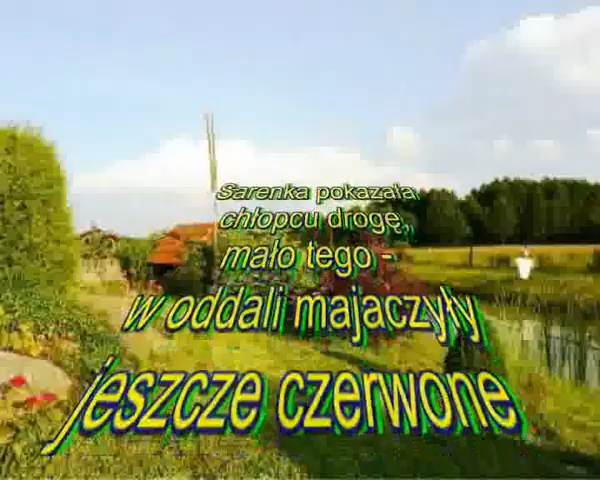 Sarenka pokazała
chłopcu drogę,
mało tego -
w oddali majaczyły
jeszcze czerwone